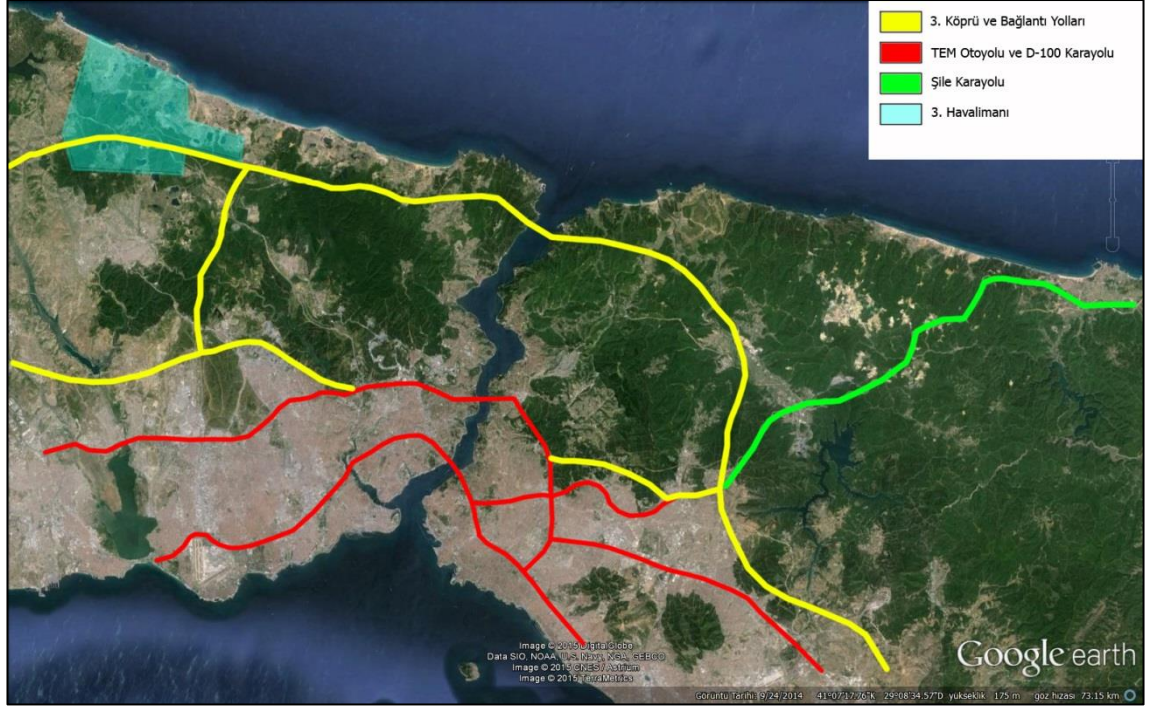 3. Köprü ve Bağlantı Yolları
TEM Otoyolu ve D-100 Karayolu
Şile Karayolu
3. Havalimanı
Image © 2015 DigitalGlobe
Data SIO, NOAA, U.S. Navy, NGA, GEBCO
Image © 2015 CNES / Astrium
Image © 2015 TerraMetrics
Google earth
Görüntü Tarihi: 9/24/2014 41°07'17.76"K 29°08'34.57"D yükseklik 175 m göz hizası 73.15 km